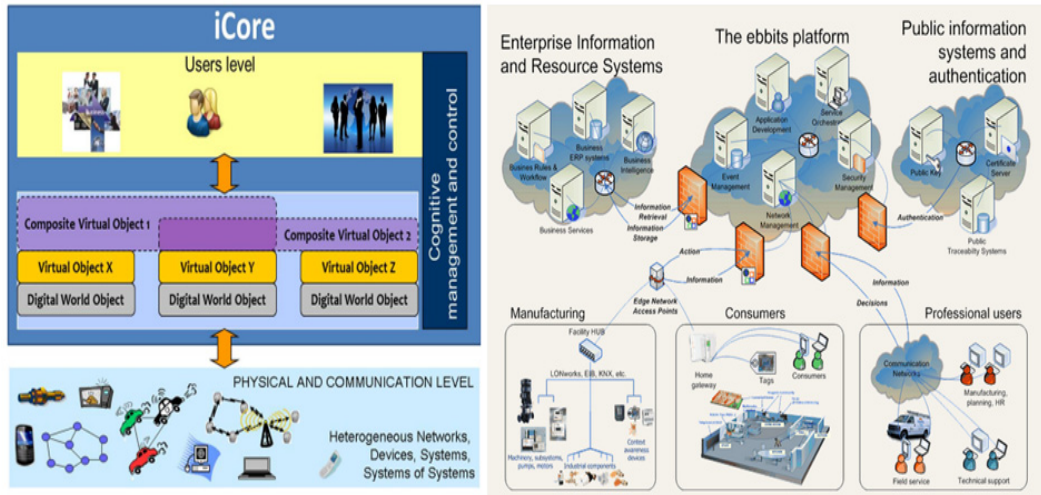 iCore
Users level
Cognitive
management and control
Composite Virtual Object 1
Composite Virtual Object 2
Virtual Object X
Virtual Object Y
Virtual Object Z
Digital World Object
Digital World Object
Digital World Object
PHYSICAL AND COMMUNICATION LEVEL
Heterogeneous Networks,
Devices, Systems,
Systems of Systems
Enterprise Information
and Resource Systems
The ebbits platform
Public information
systems and
authentication
Busines Rules &
Workflow
Business
ERP systems
Business
Intelligence
Business Services
Application
Development
Service
Event
Management
Security
Management
Network
Management
Public Key
Certificate
Server
Public
Traceabilty Systems
Information
Retrieval
Information
Storage
Authentication
Action
Information
Information
Decisions
Edge Network
Access Points
Manufacturing
Facility HUB
LONworks, EIB, KNX, etc.
Machinery, subsystems,
pumps, motors
Industrial components
Context
awareness
devices
Consumers
Home
gateway
Tags
Consumers
Professional users
Communication
Networks
Manufacturing,
planning, HR
Field service
Technical support